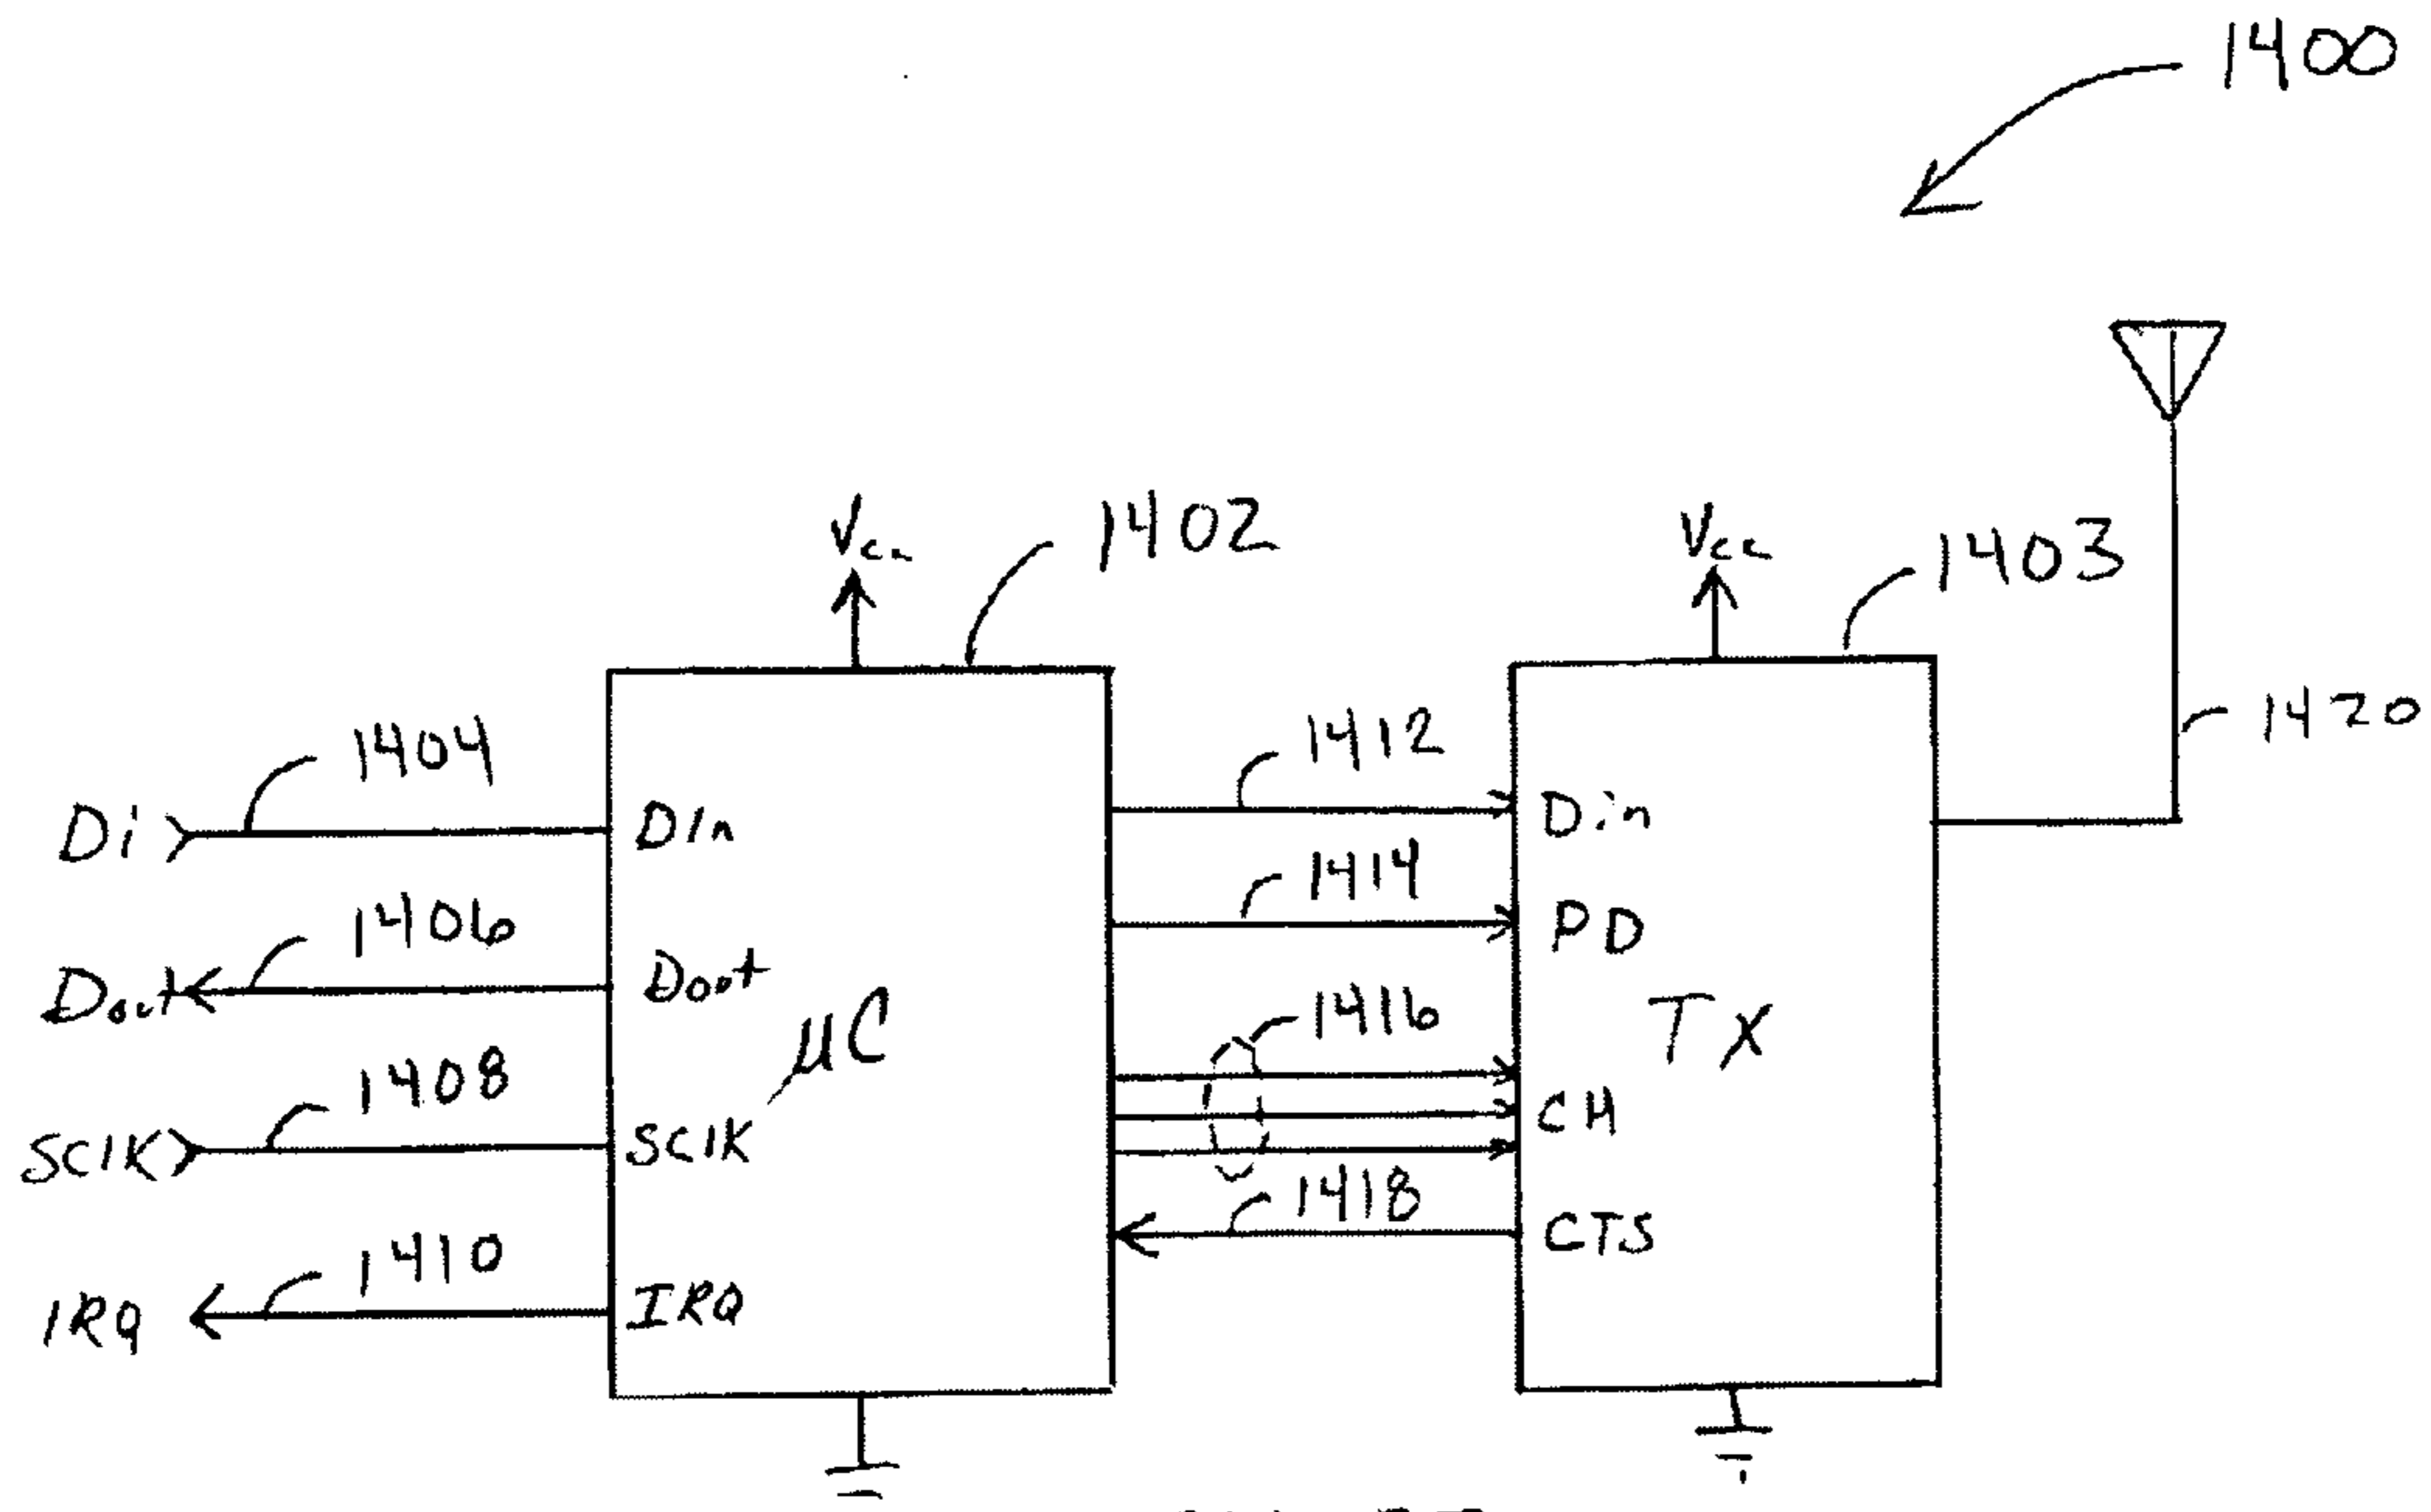 1400
Vcc
1402
Vcc
1403
1420
1404
Di
DIn
1412
Din
1406
Dout
Dout
1414
PD
µC
1416
TX
1408
SCIK
SCIK
CH
1418
CTS
1410
IRq
IRQ